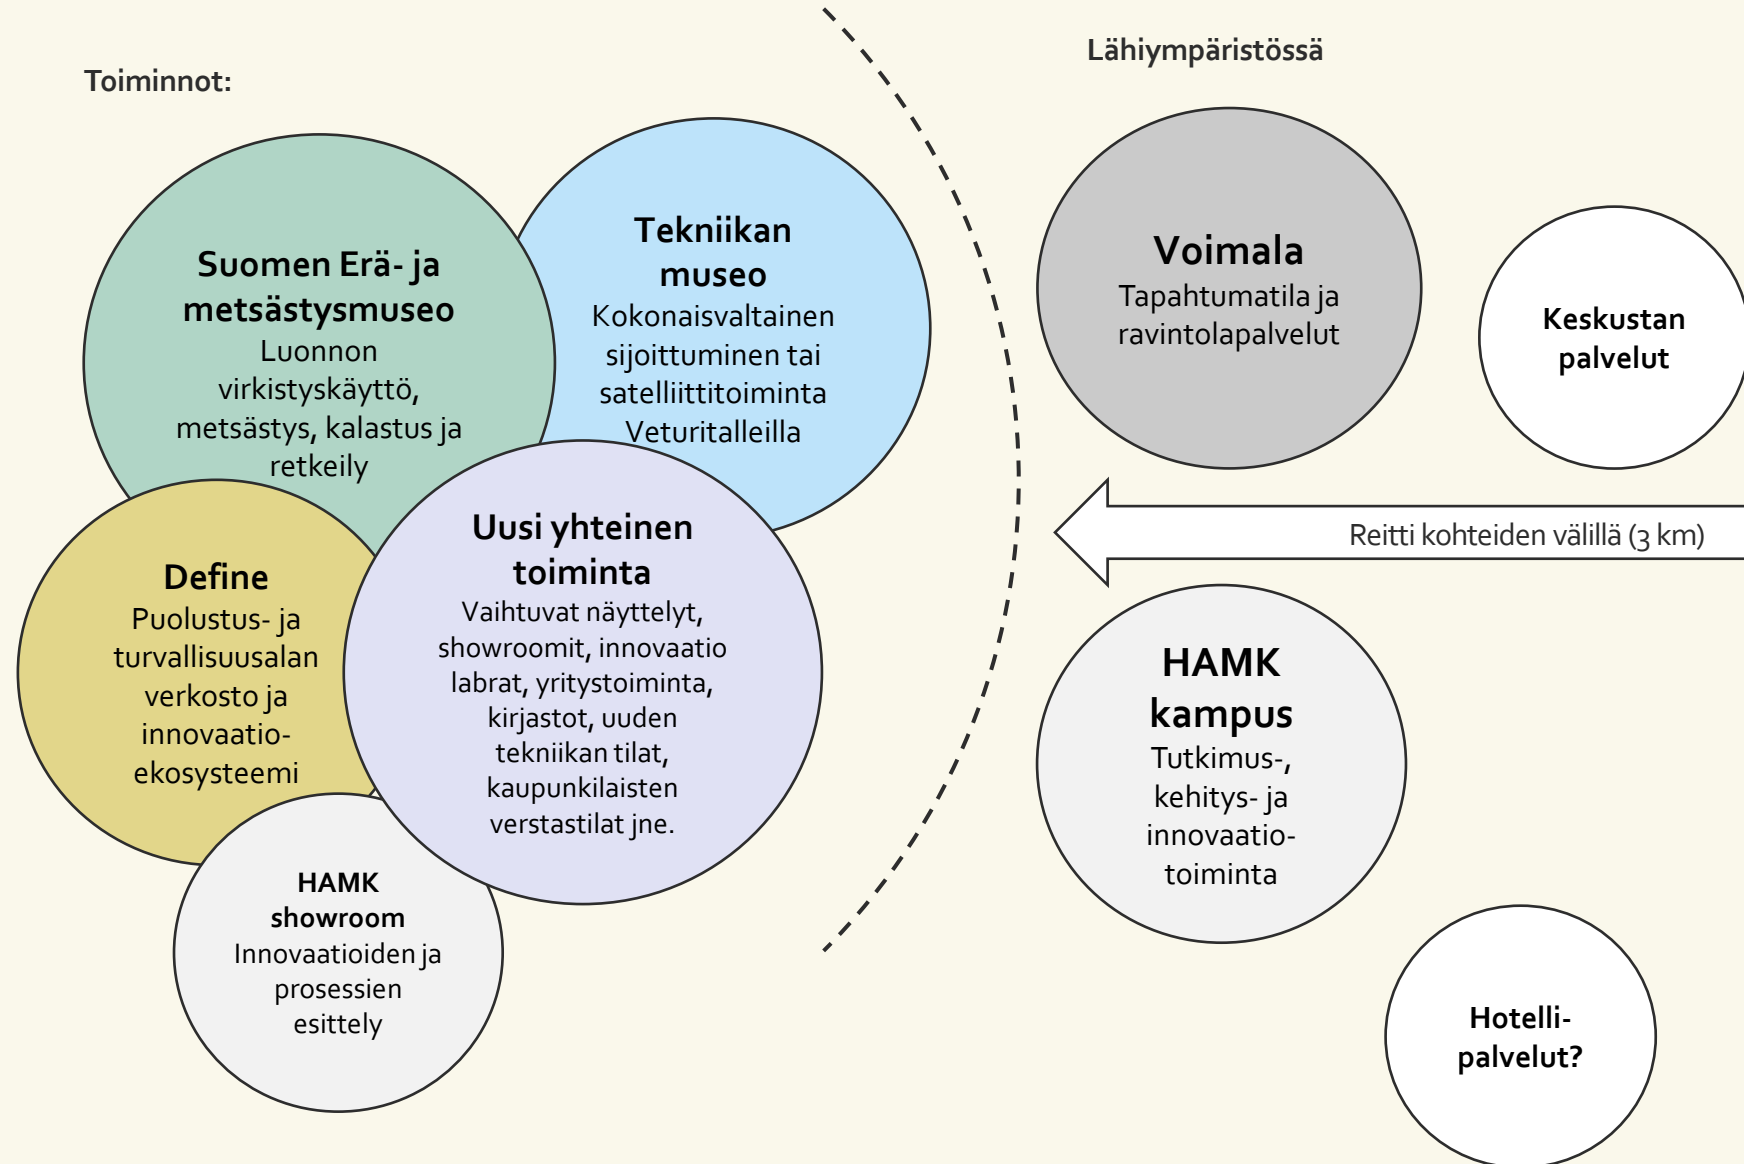 Toiminnot:
Suomen Erä- ja
metsästysmuseo
Luonnon
virkistyskäyttö,
metsästys, kalastus ja
retkeily
Tekniikan
museo
Kokonaisvaltainen
sijoittuminen tai
satelliittitoiminta
Veturitalleilla
Define
Puolustus- ja
turvallisuusalan
verkosto ja
innovaatio-
ekosysteemi
Uusi yhteinen
toiminta
Vaihtuvat näyttelyt,
showroomit, innovaatio
labrat, yritystoiminta,
kirjastot, uuden
tekniikan tilat,
kaupunkilaisten
verstastilat jne.
HAMK
showroom
Innovaatioiden ja
prosessien
esittely
Lähiympäristössä
Voimala
Tapahtumatila ja
ravintolapalvelut
Keskustan
palvelut
Reitti kohteiden välillä (3 km)
HAMK
kampus
Tutkimus-,
kehitys- ja
innovaatio-
toiminta
Hotelli-
palvelut?